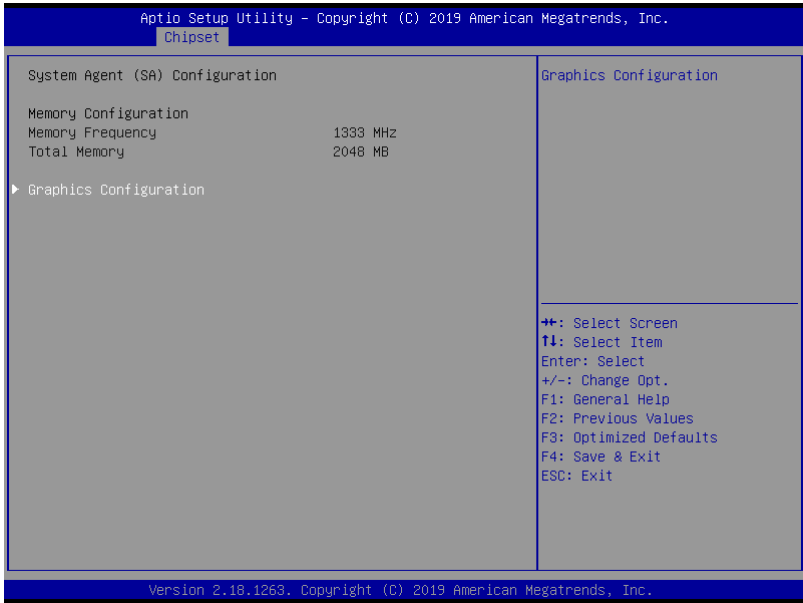 Aptio Setup Utility – Copyright (C) 2019 American Megatrends, Inc.
Chipset
System Agent (SA) Configuration
Memory Configuration
Memory Frequency 1333 MHz
Total Memory 2048 MB
Graphics Configuration
Graphics Configuration
→←: Select Screen
↑↓: Select Item
Enter: Select
+/-: Change Opt.
F1: General Help
F2: Previous Values
F3: Optimized Defaults
F4: Save & Exit
ESC: Exit
Version 2.18.1263. Copyright (C) 2019 American Megatrends, Inc.